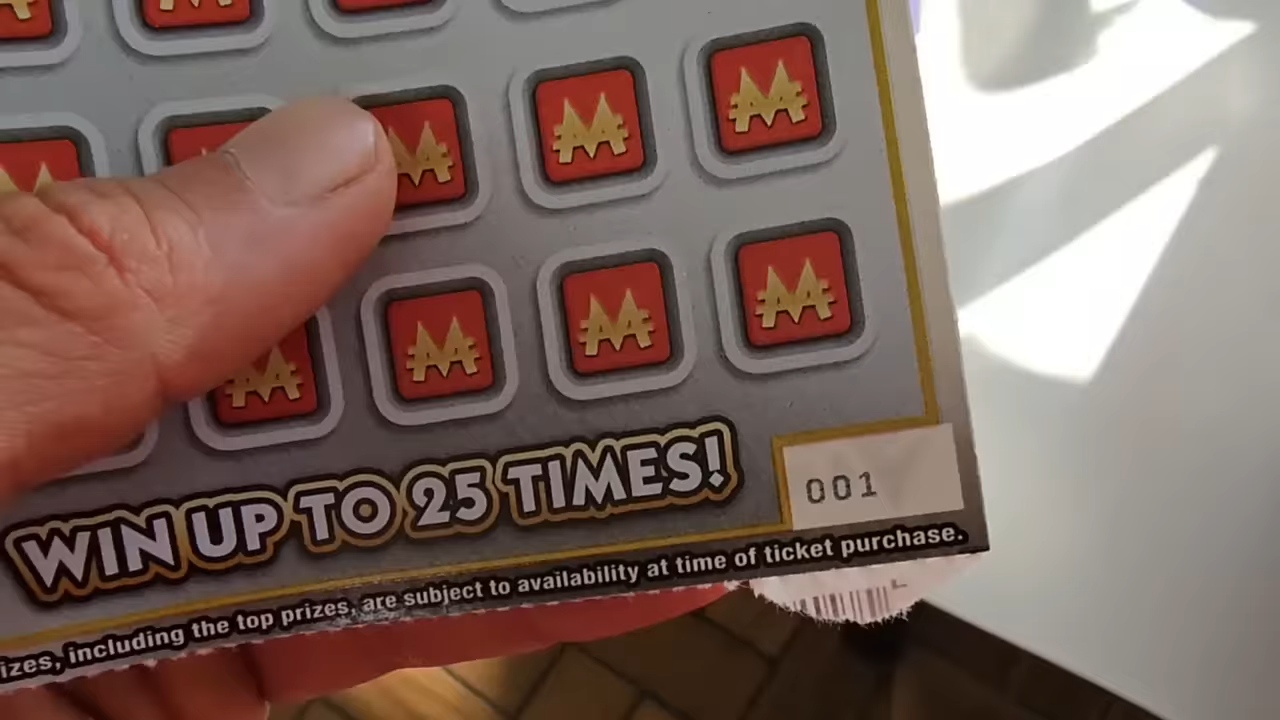 WIN UP TO 25 TIMES!
001
including the top prizes, are subject to availability at time of ticket purchase.